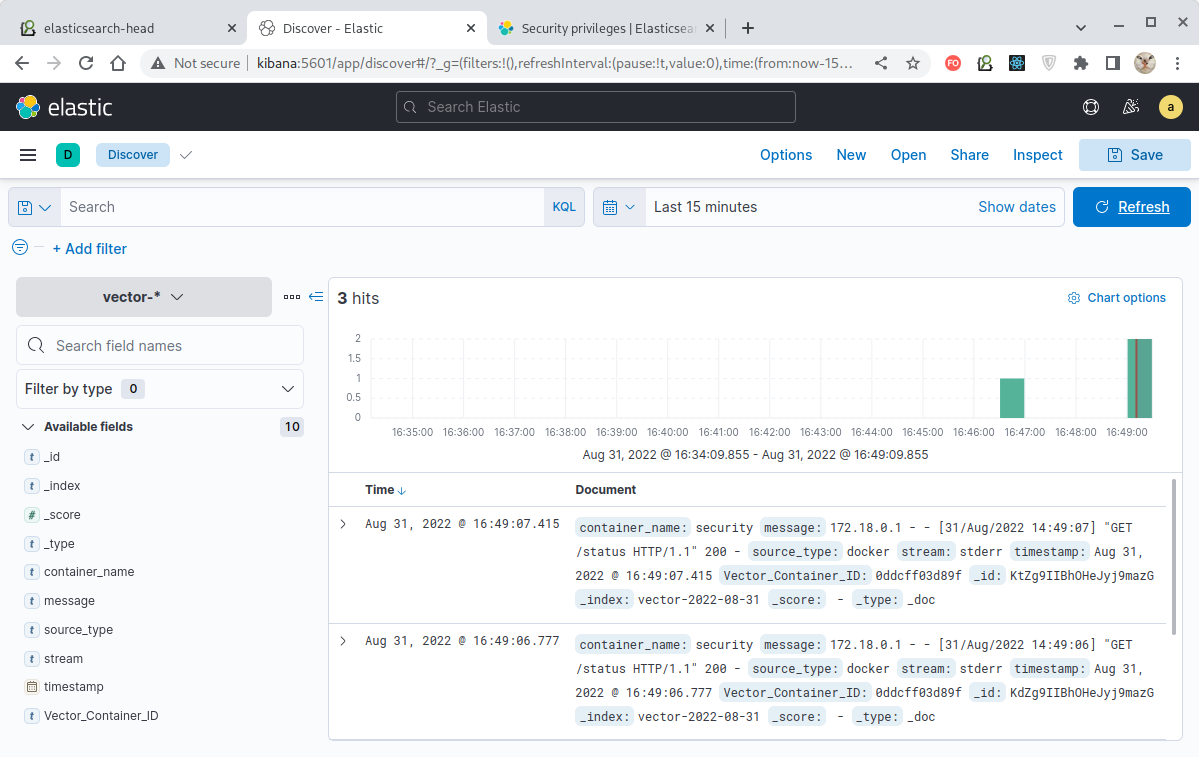 elasticsearch-head
Discover - Elastic
Security privileges | Elasticsea
Not secure
kibana:5601/app/discover#/?_g=(filters:!(),refreshInterval:(pause:!t,value:0),time:(from:now-15...
FO
elastic
Search Elastic
a
D
Discover
Options
New
Open
Share
Inspect
Save
Search
KQL
Last 15 minutes
Show dates
Refresh
+ Add filter
vector-*
Search field names
Filter by type 0
Available fields 10
t _id
t _index
# _score
t _type
t container_name
t message
t source_type
t stream
timestamp
t Vector_Container_ID
3 hits
Chart options
2
1.5
1
0.5
0
16:35:00 16:36:00 16:37:00 16:38:00 16:39:00 16:40:00 16:41:00 16:42:00 16:43:00 16:44:00 16:45:00 16:46:00 16:47:00 16:48:00 16:49:00
Aug 31, 2022 @ 16:34:09.855 - Aug 31, 2022 @ 16:49:09.855
Time Document
Aug 31, 2022 @ 16:49:07.415
container_name: security message: 172.18.0.1 - - [31/Aug/2022 14:49:07] "GET
/status HTTP/1.1" 200 - source_type: docker stream: stderr timestamp: Aug 31,
2022 @ 16:49:07.415 Vector_Container_ID: 0ddcff03d89f _id: KtZg9IIBhOHeJyj9mazG
_index: vector-2022-08-31 _score: - _type: _doc
Aug 31, 2022 @ 16:49:06.777
container_name: security message: 172.18.0.1 - - [31/Aug/2022 14:49:06] "GET
/status HTTP/1.1" 200 - source_type: docker stream: stderr timestamp: Aug 31,
2022 @ 16:49:06.777 Vector_Container_ID: 0ddcff03d89f _id: KdZg9IIBhOHeJyj9mazG
_index: vector-2022-08-31 _score: - _type: _doc